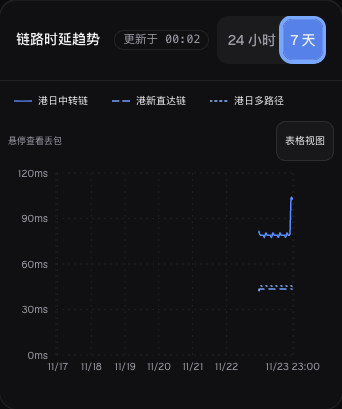 链路时延趋势 更新于 00:02 24 小时 7 天
港日中转链 港新直达链 港日多路径
悬停查看丢包 表格视图
120ms
90ms
60ms
30ms
0ms
11/17 11/18 11/19 11/20 11/21 11/22 11/23 23:00